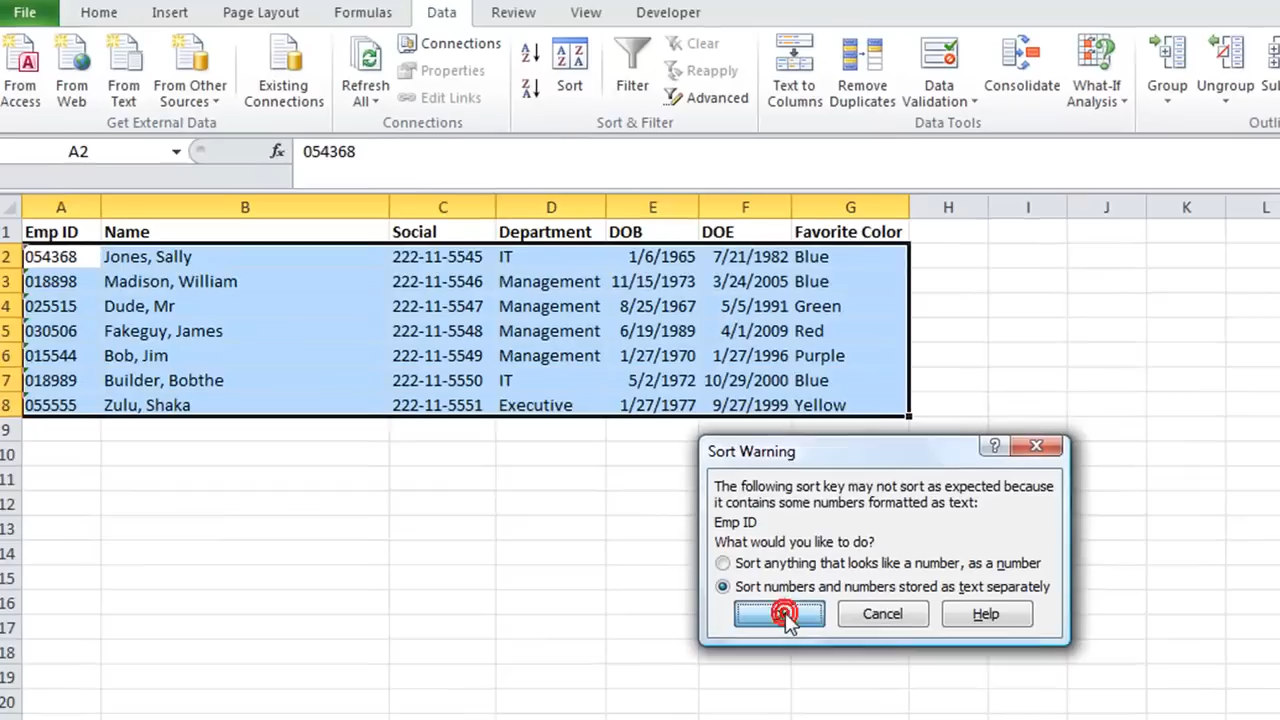 File Home Insert Page Layout Formulas Data Review View Developer
Connections Clear
Properties Reapply
Edit Links Advanced
From Access From Web From Text From Other Sources Existing Connections Refresh All Sort Filter Text to Columns Remove Duplicates Data Validation Consolidate What-If Analysis Group Ungroup
Get External Data Connections Sort & Filter Data Tools
A2 fx 054368
A B C D E F G H I J K L
1 Emp ID Name Social Department DOB DOE Favorite Color
2 054368 Jones, Sally 222-11-5545 IT 1/6/1965 7/21/1982 Blue
3 018898 Madison, William 222-11-5546 Management 11/15/1973 3/24/2005 Blue
4 025515 Dude, Mr 222-11-5547 Management 8/25/1967 5/5/1991 Green
5 030506 Fakeguy, James 222-11-5548 Management 6/19/1989 4/1/2009 Red
6 015544 Bob, Jim 222-11-5549 Management 1/27/1970 1/27/1996 Purple
7 018989 Builder, Bobthe 222-11-5550 IT 5/2/1972 10/29/2000 Blue
8 055555 Zulu, Shaka 222-11-5551 Executive 1/27/1977 9/27/1999 Yellow
9
10
11
12
13
14
15
16
17
18
19
20
Sort Warning
The following sort key may not sort as expected because
it contains some numbers formatted as text:
Emp ID
What would you like to do?
Sort anything that looks like a number, as a number
Sort numbers and numbers stored as text separately
Cancel Help